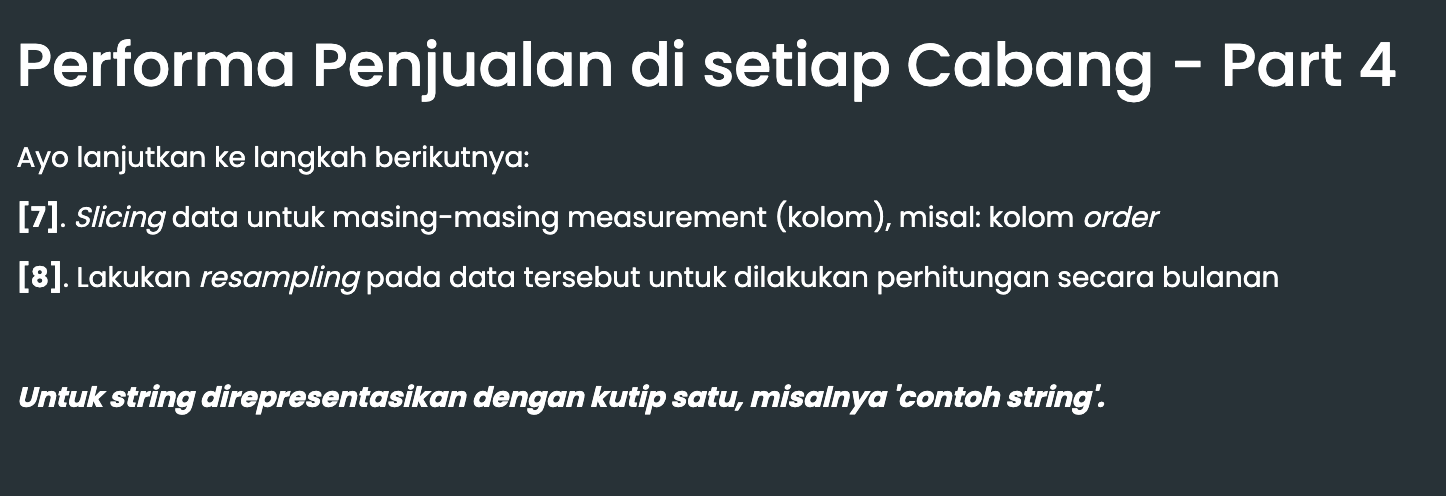 Performa Penjualan di setiap Cabang - Part 4
Ayo lanjutkan ke langkah berikutnya:
[7]. Slicing data untuk masing-masing measurement (kolom), misal: kolom order
[8]. Lakukan resampling pada data tersebut untuk dilakukan perhitungan secara bulanan
Untuk string direpresentasikan dengan kutip satu, misalnya 'contoh string'.